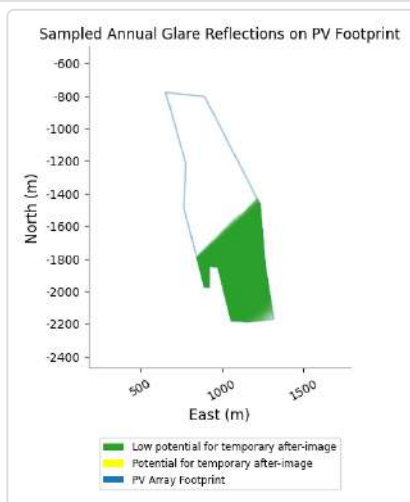 Sampled Annual Glare Reflections on PV Footprint
-600
-800
-1000
-1200
-1400
-1600
-1800
-2000
-2200
-2400
North (m)
500
1000
1500
East (m)
Low potential for temporary after-image
Potential for temporary after-image
PV Array Footprint